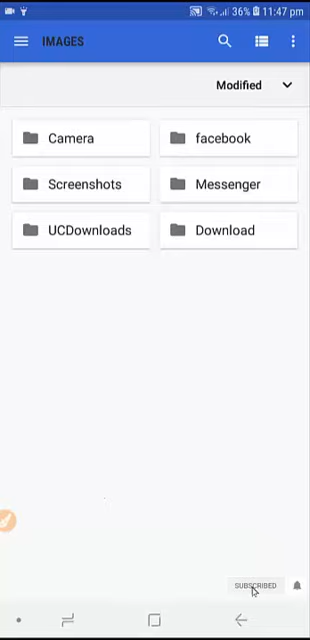 36% 11:47 pm
IMAGES
Modified
Camera
facebook
Screenshots
Messenger
UCDownloads
Download
SUBSCRIBED